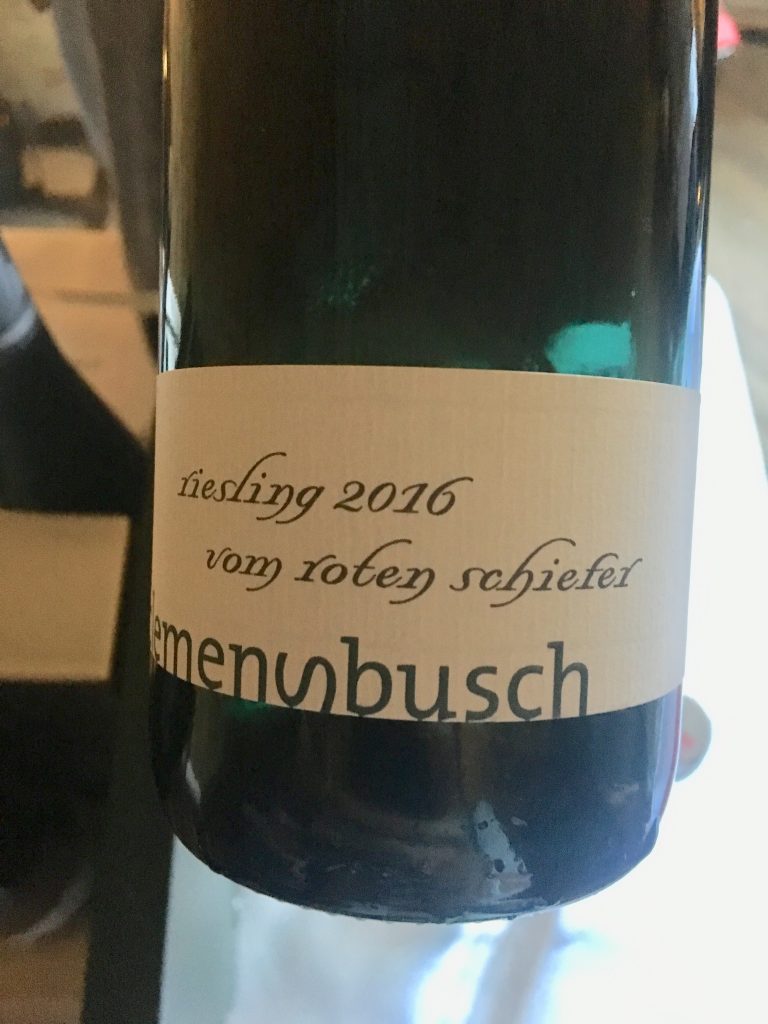 riesling 2016
vom roten schiefer
lemensbusch